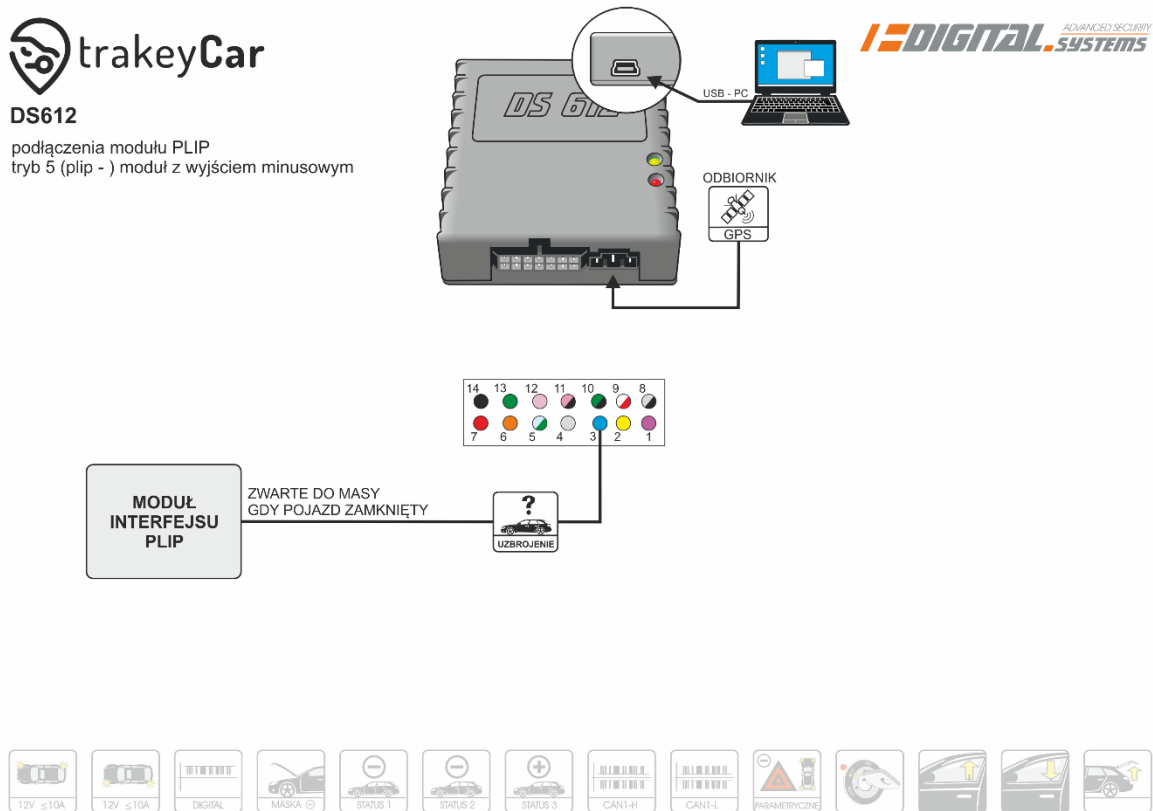 trakeyCar
DIGITAL.SYSTEMS
ADVANCED SECURITY
DS612
podłączenia modułu PLIP
tryb 5 (plip - ) moduł z wyjściem minusowym
DS 612
USB - PC
ODBIORNIK
GPS
14 13 12 11 10 9 8
7 6 5 4 3 2 1
MODUŁ
INTERFEJSU
PLIP
ZWARTE DO MASY
GDY POJAZD ZAMKNIĘTY
?
UZBROJENIE
12V ≤10A
12V ≤10A
DIGITAL
MASKA ⊖
STATUS 1
STATUS 2
STATUS 3
CAN1-H
CAN1-L
PARAMETRYCZNE